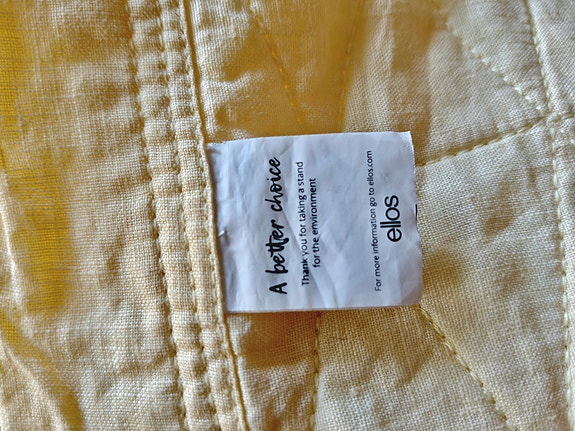 A better choice
Thank you for taking a stand
for the environment
For more information go to ellos.com
ellos